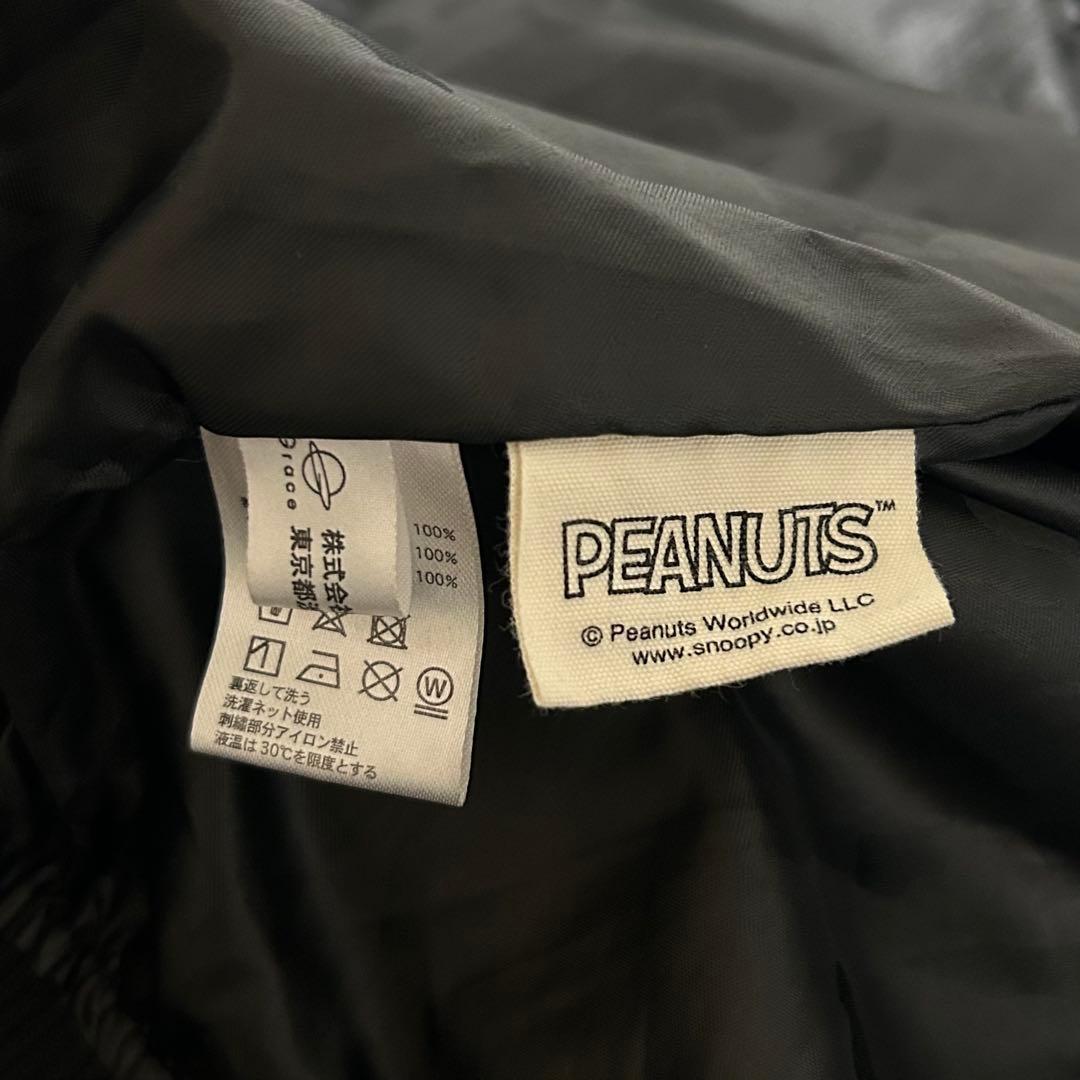 Grace
株式会社
東京都
100%
100%
100%
裏返して洗う
洗濯ネット使用
刺繡部分アイロン禁止
液温は30℃を限度とする
W
PEANUTS™
© Peanuts Worldwide LLC
www.snoopy.co.jp